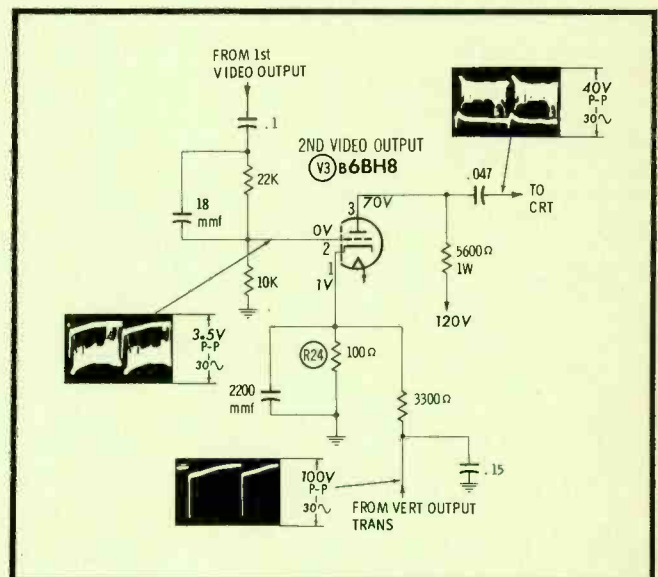 FROM 1st
VIDEO OUTPUT
.1
22K
18
mmf
10K
3.5V
P-P
30~
2ND VIDEO OUTPUT
V3 B6BH8
3
70V
0V
2
1
1V
.047
TO
CRT
40V
P-P
30~
5600Ω
1W
120V
R24
100Ω
2200
mmf
3300Ω
.15
100V
P-P
30~
FROM VERT OUTPUT
TRANS